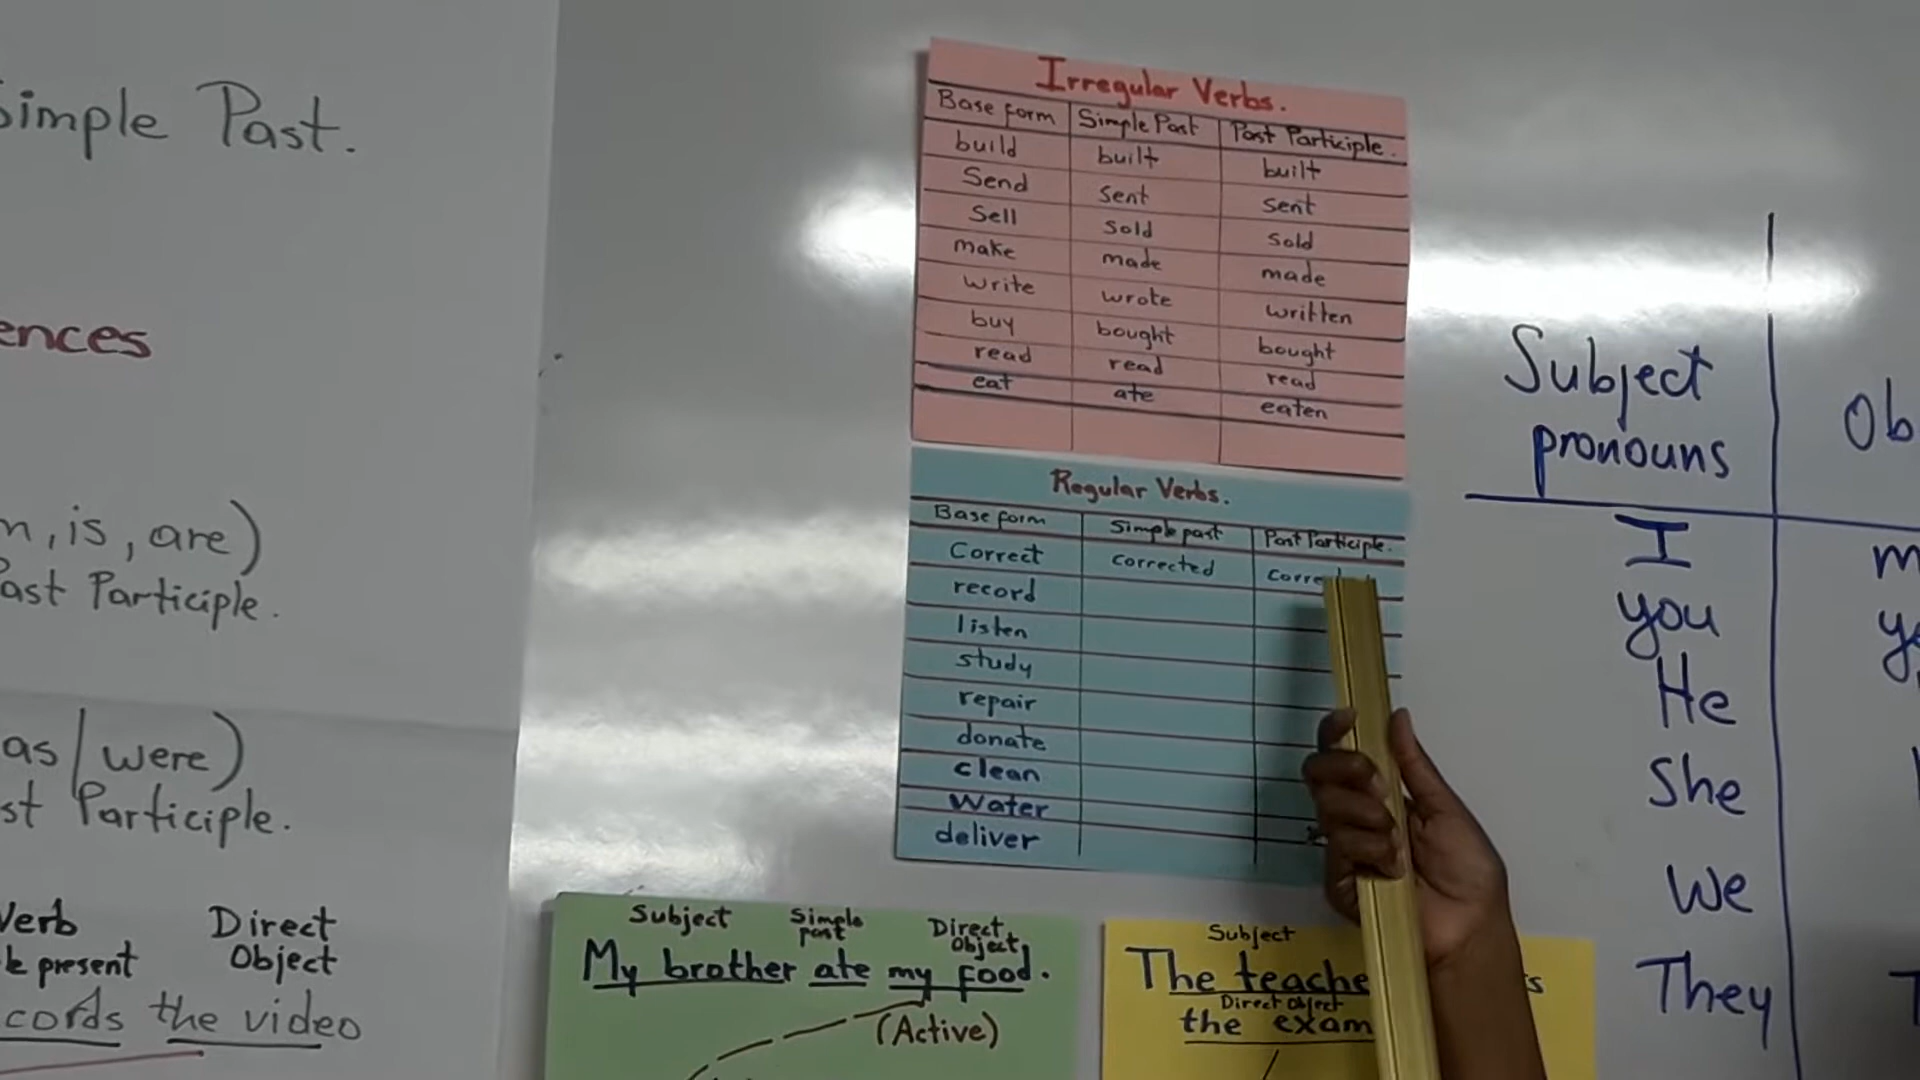 Simple Past.
ences
m, is, are)
Past Participle.
as / were)
st Participle.
Verb Direct
present Object
cords the video
Irregular Verbs.
Base form Simple Past Past Participle.
build built built
Send Sent sent
Sell sold sold
make made made
write wrote written
buy bought bought
read read read
eat ate eaten
Regular Verbs.
Base form Simple past Past Participle.
Correct corrected Corre
record
listen
study
repair
donate
clean
Water
deliver
Subject Simple past Direct Object
My brother ate my food.
(Active)
Subject
The teache s
Direct Object
the exam
Subject Ob
pronouns
I m
you yo
He
She
We
They T